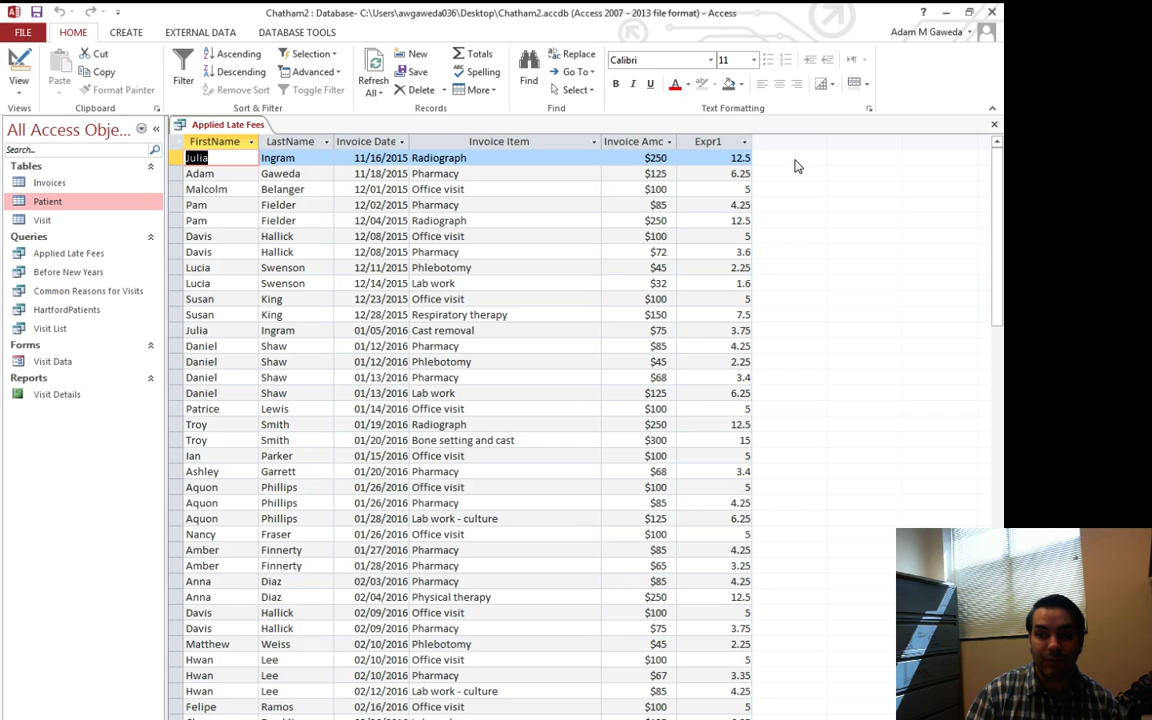 Chatham2 : Database- C:\Users\awgaweda036\Desktop\Chatham2.accdb (Access 2007 - 2013 file format) - Access
FILE HOME CREATE EXTERNAL DATA DATABASE TOOLS Adam M Gaweda
View
Views
Paste
Cut
Copy
Format Painter
Clipboard
Filter
Ascending
Descending
Remove Sort
Selection
Advanced
Toggle Filter
Sort & Filter
Refresh
All
New
Save
Delete
Totals
Spelling
More
Records
Find
Replace
Go To
Select
Find
Calibri 11
B I U A
Text Formatting
All Access Obje...
Search...
Tables
Invoices
Patient
Visit
Queries
Applied Late Fees
Before New Years
Common Reasons for Visits
HartfordPatients
Visit List
Forms
Visit Data
Reports
Visit Details
Applied Late Fees
FirstName LastName Invoice Date Invoice Item Invoice Amc Expr1
Julia Ingram 11/16/2015 Radiograph $250 12.5
Adam Gaweda 11/18/2015 Pharmacy $125 6.25
Malcolm Belanger 12/01/2015 Office visit $100 5
Pam Fielder 12/02/2015 Pharmacy $85 4.25
Pam Fielder 12/04/2015 Radiograph $250 12.5
Davis Hallick 12/08/2015 Office visit $100 5
Davis Hallick 12/08/2015 Pharmacy $72 3.6
Lucia Swenson 12/11/2015 Phlebotomy $45 2.25
Lucia Swenson 12/14/2015 Lab work $32 1.6
Susan King 12/23/2015 Office visit $100 5
Susan King 12/28/2015 Respiratory therapy $150 7.5
Julia Ingram 01/05/2016 Cast removal $75 3.75
Daniel Shaw 01/12/2016 Pharmacy $85 4.25
Daniel Shaw 01/12/2016 Phlebotomy $45 2.25
Daniel Shaw 01/13/2016 Pharmacy $68 3.4
Daniel Shaw 01/13/2016 Lab work $125 6.25
Patrice Lewis 01/14/2016 Office visit $100 5
Troy Smith 01/19/2016 Radiograph $250 12.5
Troy Smith 01/20/2016 Bone setting and cast $300 15
Ian Parker 01/15/2016 Office visit $100 5
Ashley Garrett 01/20/2016 Pharmacy $68 3.4
Aquon Phillips 01/26/2016 Office visit $100 5
Aquon Phillips 01/26/2016 Pharmacy $85 4.25
Aquon Phillips 01/28/2016 Lab work - culture $125 6.25
Nancy Fraser 01/26/2016 Office visit $100 5
Amber Finnerty 01/27/2016 Pharmacy $85 4.25
Amber Finnerty 01/28/2016 Pharmacy $65 3.25
Anna Diaz 02/03/2016 Pharmacy $85 4.25
Anna Diaz 02/04/2016 Physical therapy $250 12.5
Davis Hallick 02/09/2016 Office visit $100 5
Davis Hallick 02/09/2016 Pharmacy $75 3.75
Matthew Weiss 02/10/2016 Phlebotomy $45 2.25
Hwan Lee 02/10/2016 Office visit $100 5
Hwan Lee 02/10/2016 Pharmacy $67 3.35
Hwan Lee 02/12/2016 Lab work - culture $85 4.25
Felipe Ramos 02/16/2016 Office visit $100 5